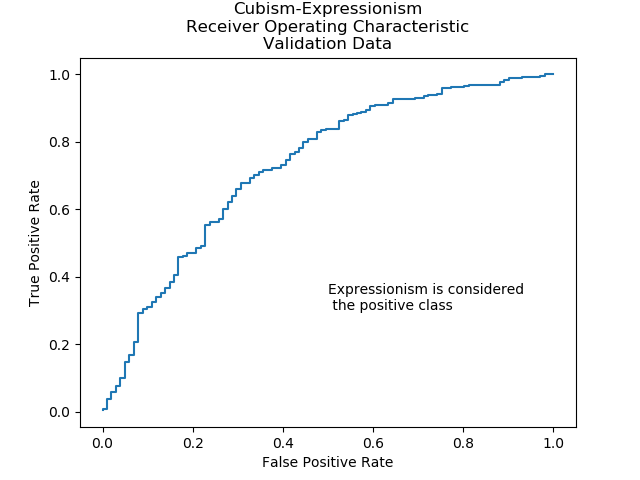 Cubism-Expressionism
Receiver Operating Characteristic
Validation Data
1.0
0.8
0.6
0.4
0.2
0.0
True Positive Rate
Expressionism is considered
the positive class
0.0 0.2 0.4 0.6 0.8 1.0
False Positive Rate